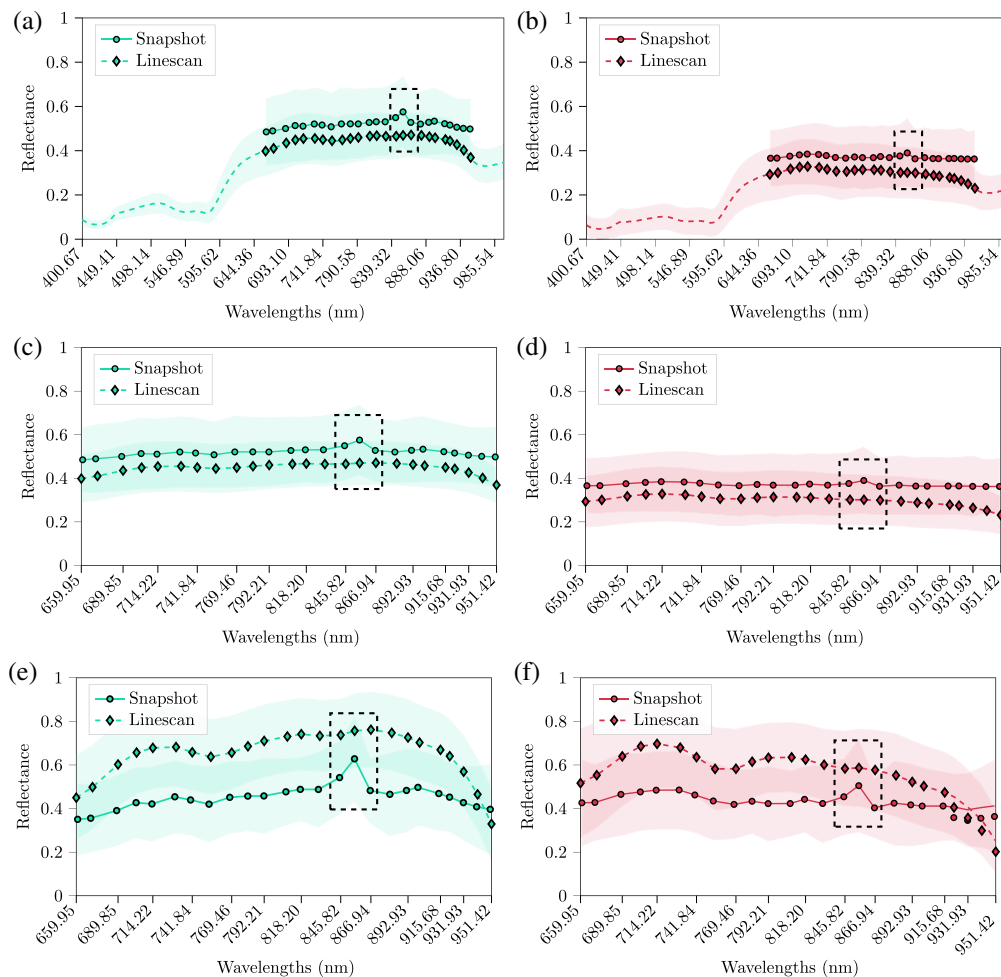 (a)
1
0.8
0.6
0.4
0.2
0
Reflectance
Snapshot
Linescan
400.67 449.41 498.14 546.89 595.62 644.36 693.10 741.84 790.58 839.32 888.06 936.80 985.54
Wavelengths (nm)
(b)
1
0.8
0.6
0.4
0.2
0
Reflectance
Snapshot
Linescan
400.67 449.41 498.14 546.89 595.62 644.36 693.10 741.84 790.58 839.32 888.06 936.80 985.54
Wavelengths (nm)
(c)
1
0.8
0.6
0.4
0.2
0
Reflectance
Snapshot
Linescan
659.95 689.85 714.22 741.84 769.46 792.21 818.20 845.82 866.94 892.93 915.68 931.93 951.42
Wavelengths (nm)
(d)
1
0.8
0.6
0.4
0.2
0
Reflectance
Snapshot
Linescan
659.95 689.85 714.22 741.84 769.46 792.21 818.20 845.82 866.94 892.93 915.68 931.93 951.42
Wavelengths (nm)
(e)
1
0.8
0.6
0.4
0.2
0
Reflectance
Snapshot
Linescan
659.95 689.85 714.22 741.84 769.46 792.21 818.20 845.82 866.94 892.93 915.68 931.93 951.42
Wavelengths (nm)
(f)
1
0.8
0.6
0.4
0.2
0
Reflectance
Snapshot
Linescan
659.95 689.85 714.22 741.84 769.46 792.21 818.20 845.82 866.94 892.93 915.68 931.93 951.42
Wavelengths (nm)